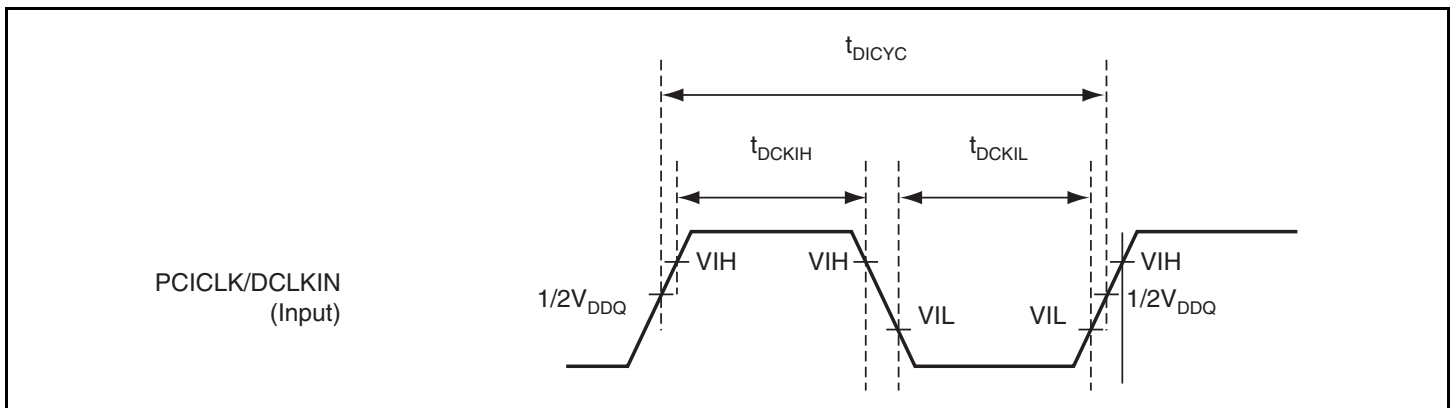 tDICYC
tDCKIH
tDCKIL
PCICLK/DCLKIN
(Input)
1/2VDDQ
VIH
VIH
VIL
VIL
VIH
1/2VDDQ